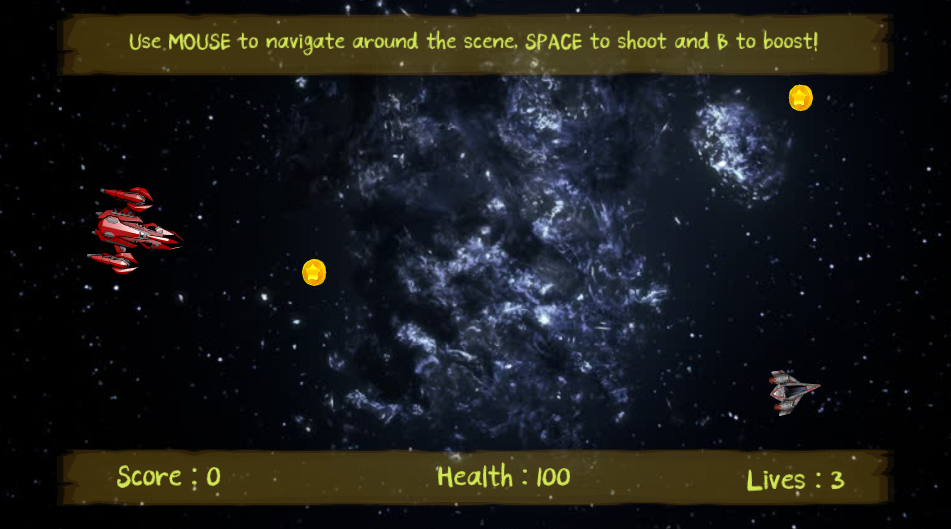 Use MOUSE to navigate around the scene, SPACE to shoot and B to boost!
Score : 0 Health : 100 Lives : 3